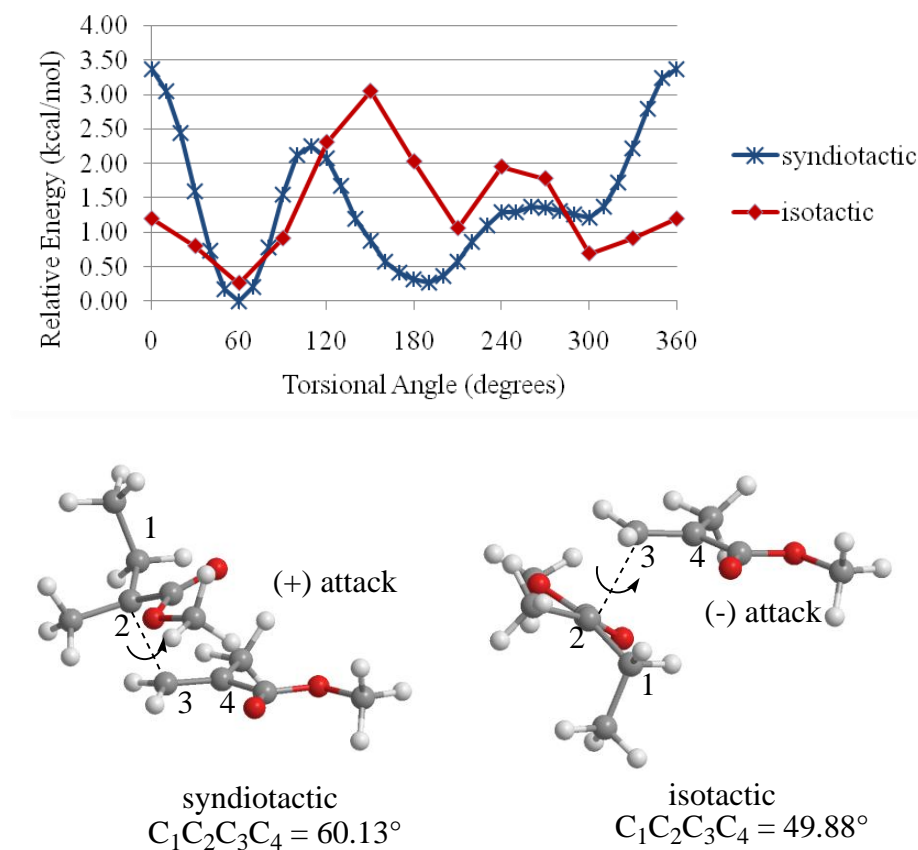 4.00
3.50
3.00
2.50
2.00
1.50
1.00
0.50
0.00
Relative Energy (kcal/mol)
0 60 120 180 240 300 360
Torsional Angle (degrees)
syndiotactic
isotactic
1
2
3 4
(+) attack
3 4
2
1
(-) attack
syndiotactic
C₁C₂C₃C₄ = 60.13°
isotactic
C₁C₂C₃C₄ = 49.88°